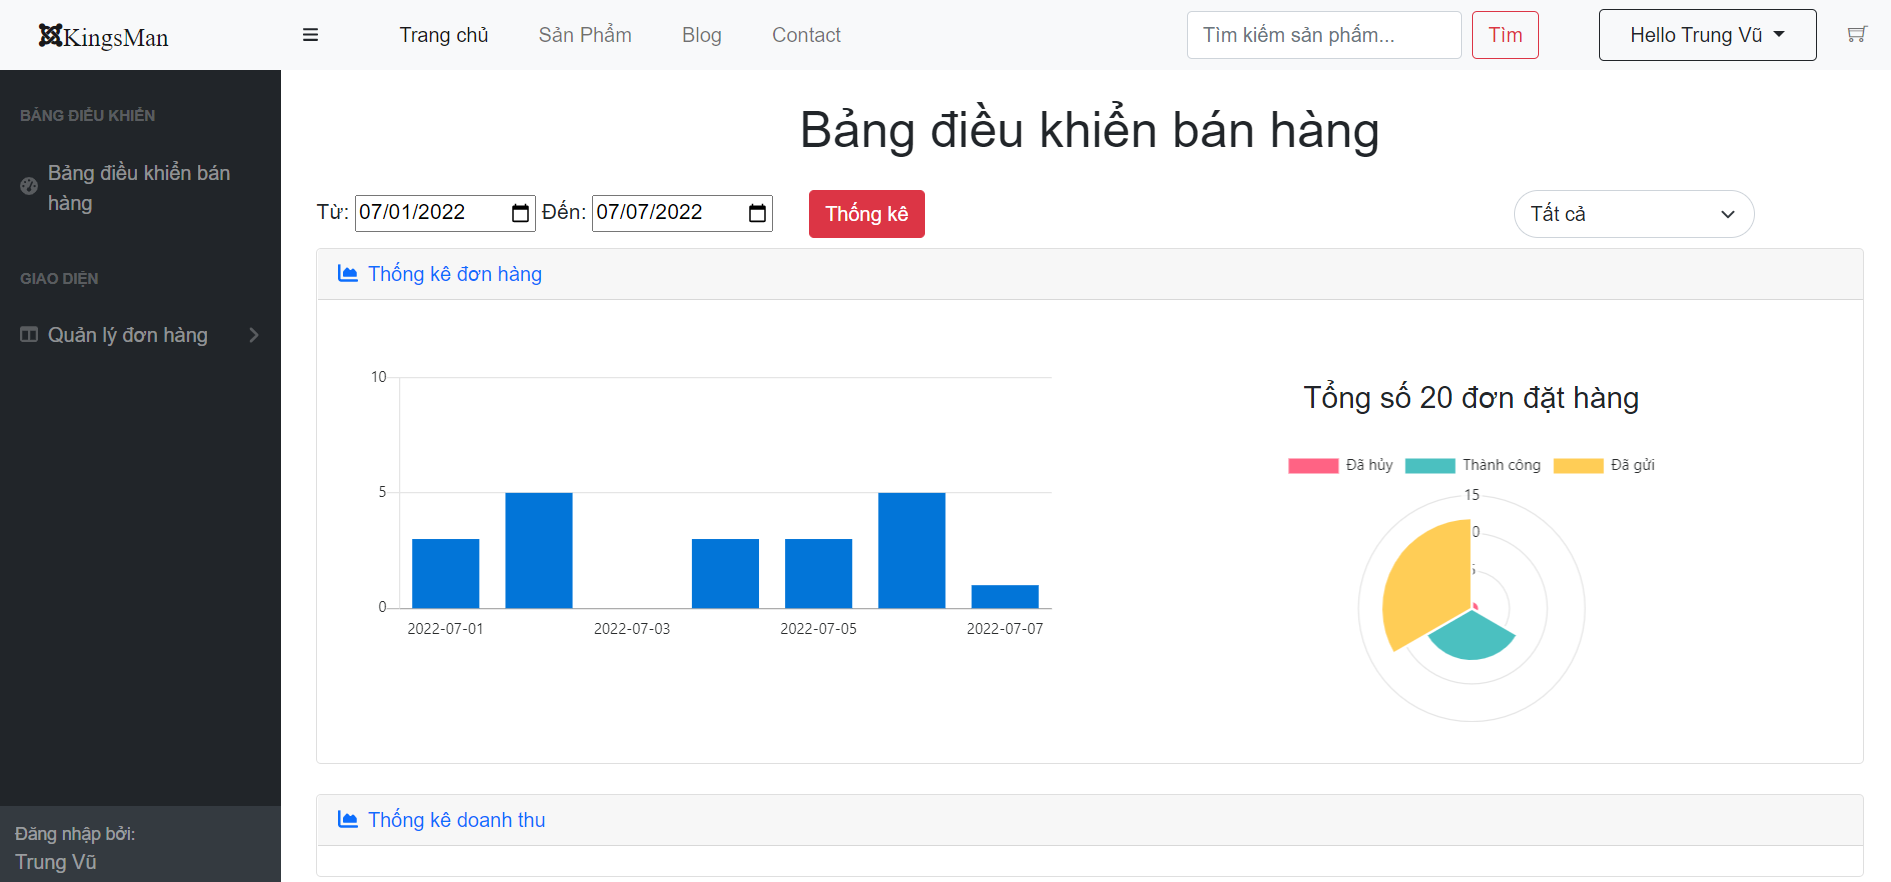 KingsMan
Trang chủ
Sản Phẩm
Blog
Contact
Tìm kiếm sản phẩm...
Tìm
Hello Trung Vũ
BẢNG ĐIỀU KHIỂN
Bảng điều khiển bán
hàng
GIAO DIỆN
Quản lý đơn hàng
Đăng nhập bởi:
Trung Vũ
Bảng điều khiển bán hàng
Từ: 07/01/2022 Đến: 07/07/2022
Thống kê
Tất cả
Thống kê đơn hàng
10
5
0
2022-07-01
2022-07-03
2022-07-05
2022-07-07
Tổng số 20 đơn đặt hàng
Đã hủy
Thành công
Đã gửi
15
0
5
Thống kê doanh thu